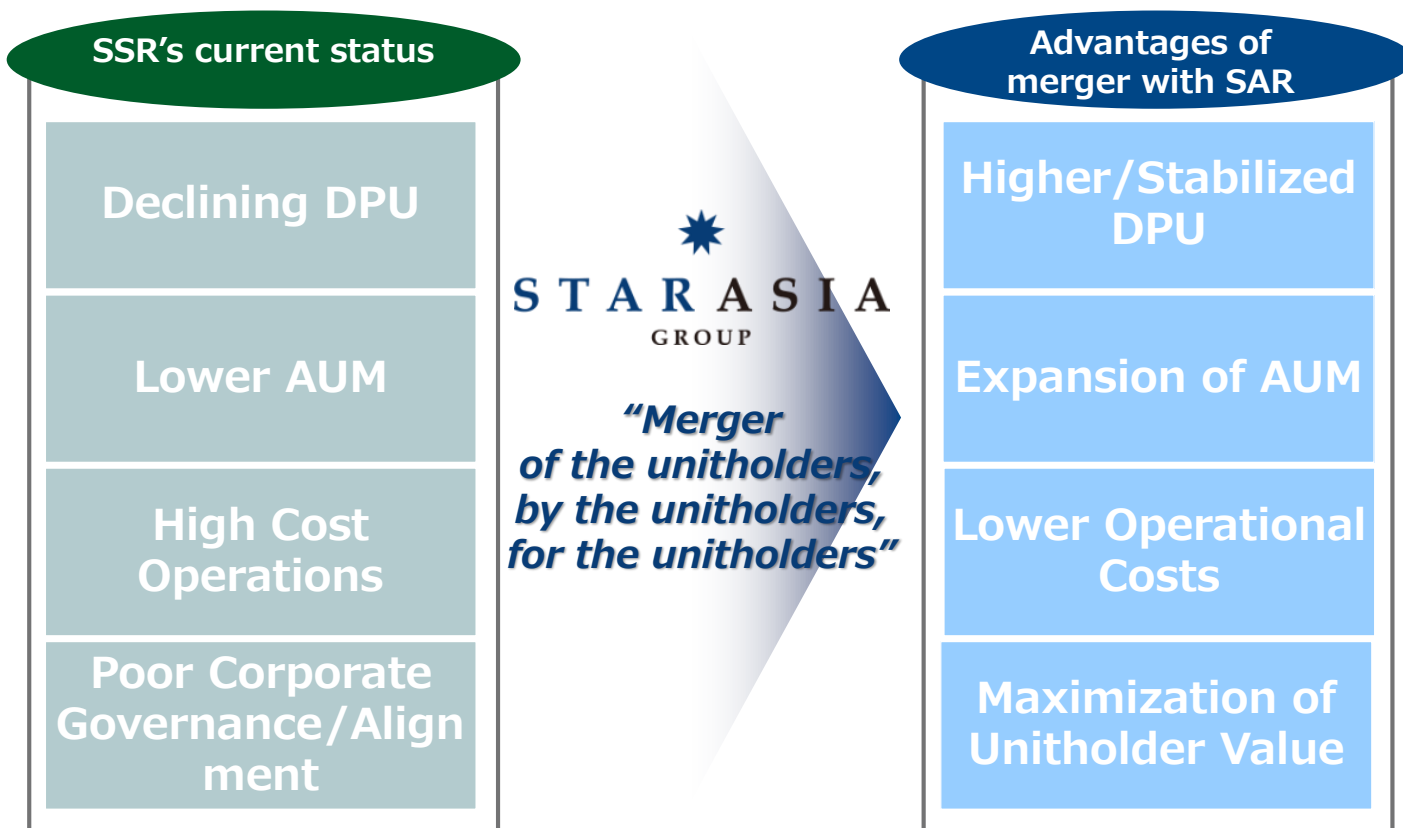 SSR’s current status
Declining DPU
Lower AUM
High Cost
Operations
Poor Corporate
Governance/Align
ment
STARASIA
GROUP
“Merger
of the unitholders,
by the unitholders,
for the unitholders”
Advantages of
merger with SAR
Higher/Stabilized
DPU
Expansion of AUM
Lower Operational
Costs
Maximization of
Unitholder Value